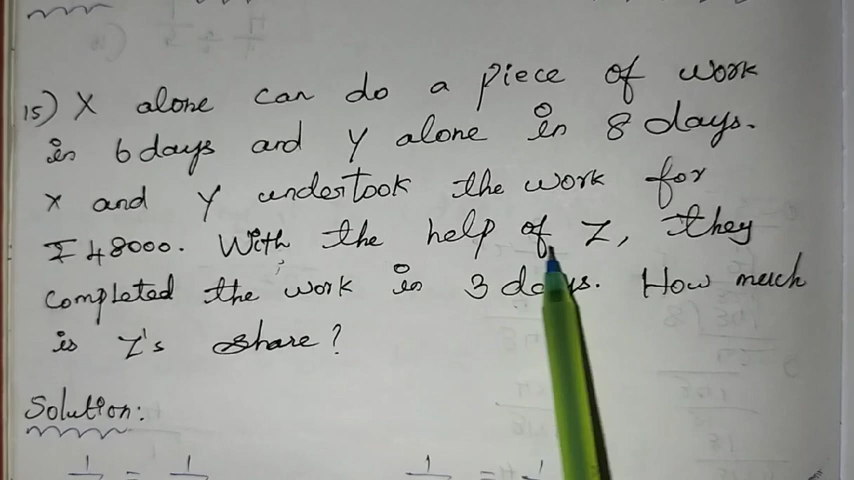 15) X alone can do a piece of work
in 6 days and Y alone in 8 days.
X and Y undertook the work for
₹ 48000. With the help of Z, they
completed the work in 3 days. How much
is Z's share?
Solution: